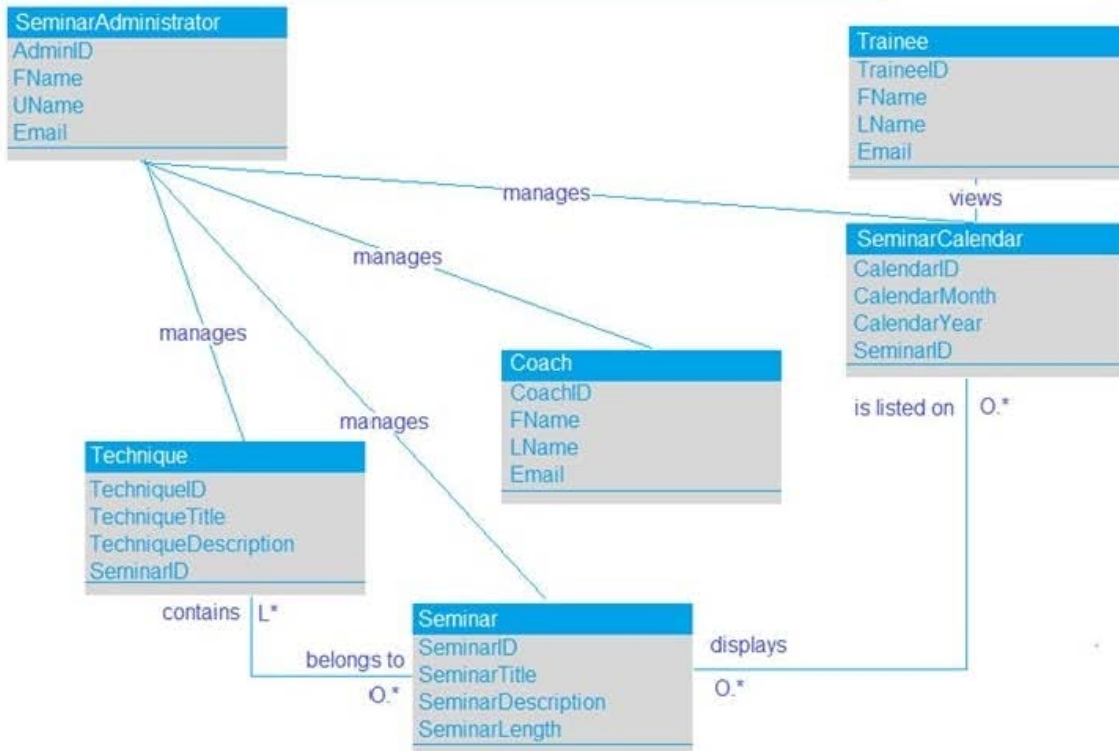 SeminarAdministrator
AdminID
FName
UName
Email
Trainee
TraineeID
FName
LName
Email
manages
views
SeminarCalendar
CalendarID
CalendarMonth
CalendarYear
SeminarID
manages
manages
Coach
CoachID
FName
LName
Email
is listed on O.*
manages
Technique
TechniqueID
TechniqueTitle
TechniqueDescription
SeminarID
contains L*
Seminar
SeminarID
SeminarTitle
SeminarDescription
SeminarLength
belongs to
O.*
displays
O.*